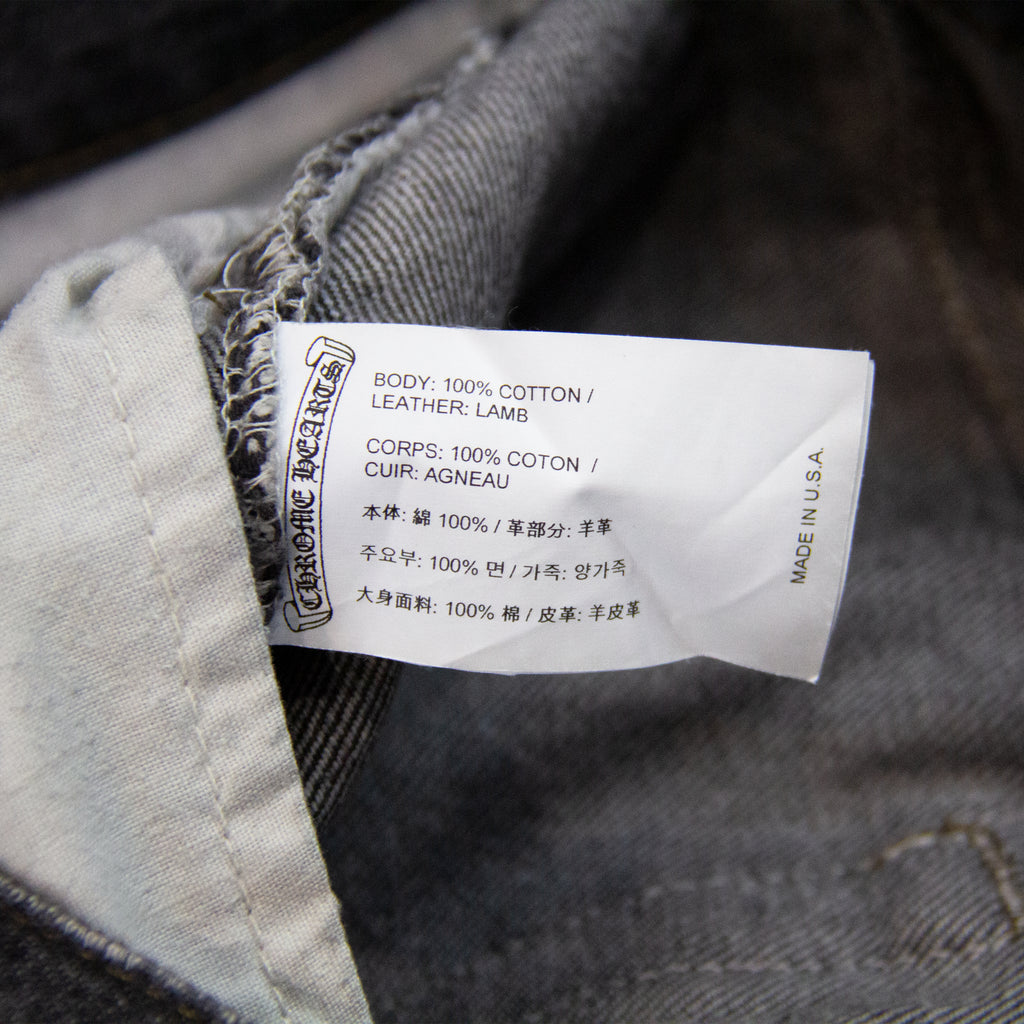 CHROME HEARTS
BODY: 100% COTTON /
LEATHER: LAMB
CORPS: 100% COTON /
CUIR: AGNEAU
本体: 綿 100% / 革部分: 羊革
주요부: 100% 면 / 가죽: 양가죽
大身面料: 100% 棉 / 皮革: 羊皮革
MADE IN U.S.A.